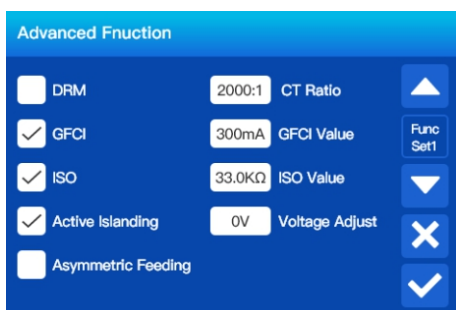 Advanced Fnuction
DRM 2000:1 CT Ratio
GFCI 300mA GFCI Value
Func
Set1
ISO 33.0KΩ ISO Value
Active Islanding 0V Voltage Adjust
Asymmetric Feeding